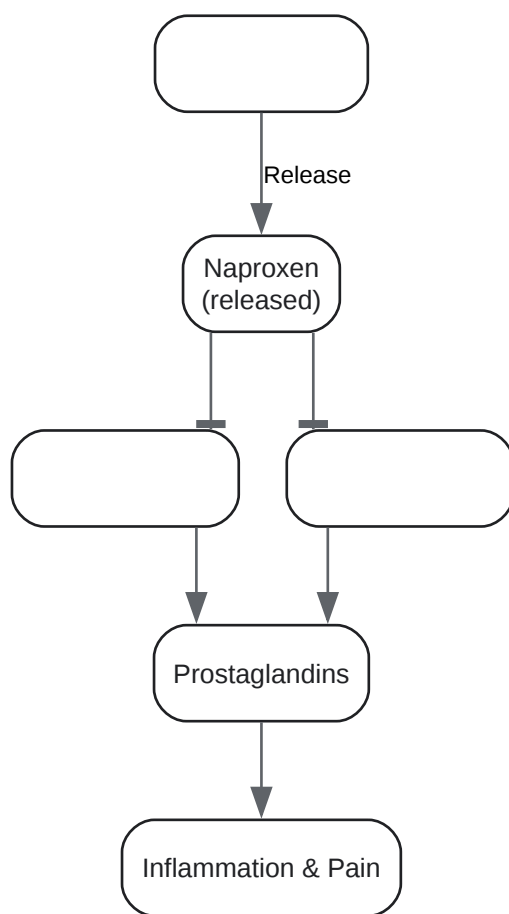 Release
Naproxen
(released)
Prostaglandins
Inflammation & Pain